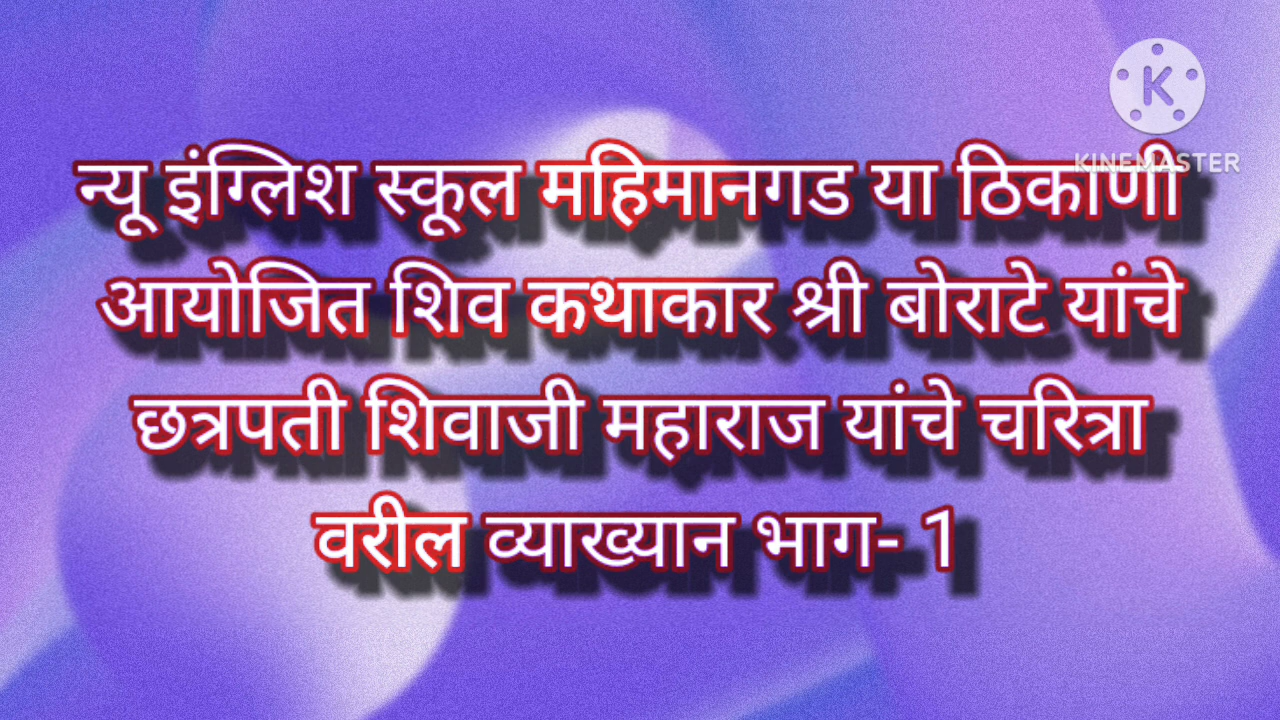 K
KINEMASTER
न्यू इंग्लिश स्कूल महिमानगड या ठिकाणी
आयोजित शिव कथाकार श्री बोराटे यांचे
छत्रपती शिवाजी महाराज यांचे चरित्रा
वरील व्याख्यान भाग- 1